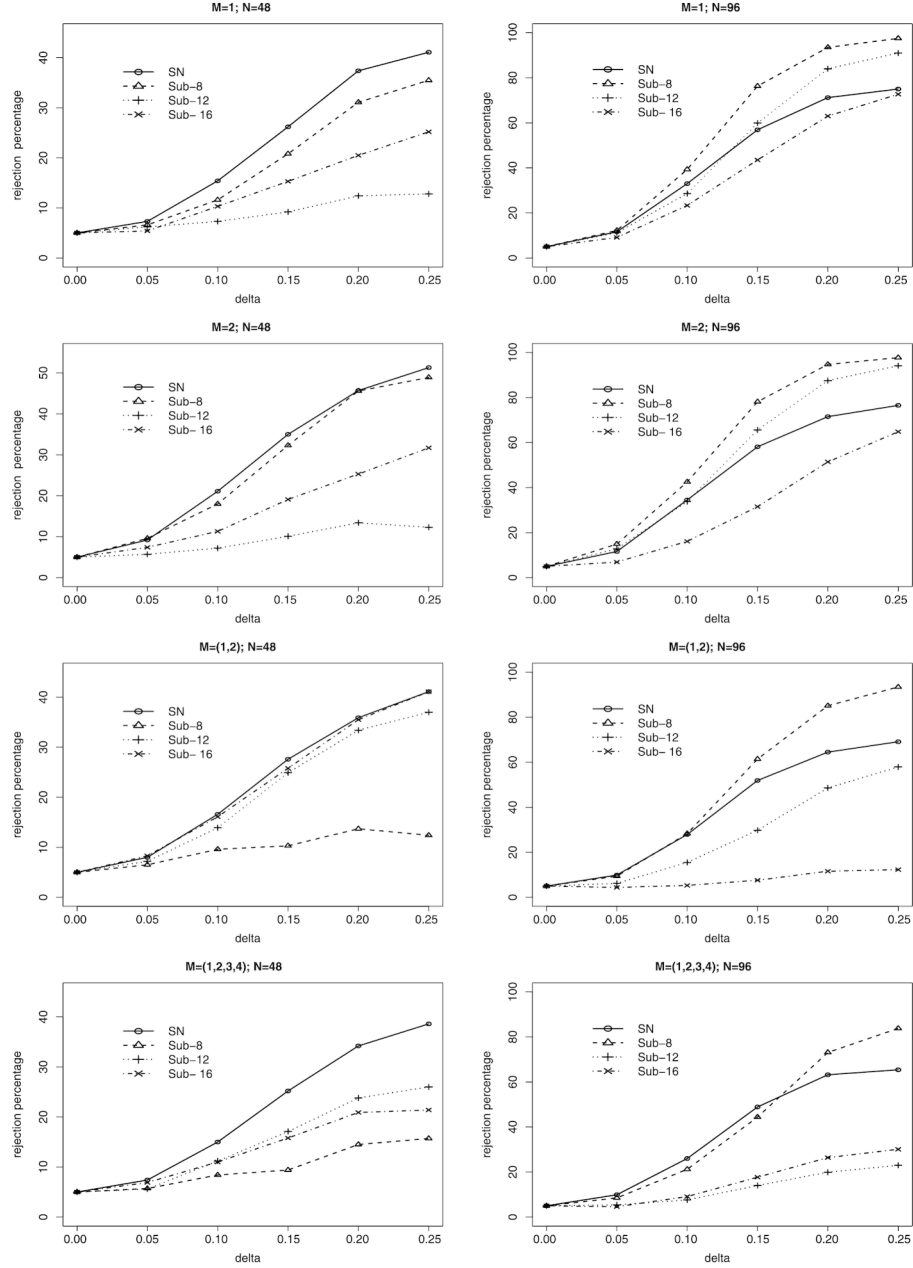 M=1; N=48
rejection percentage
40
30
20
10
0
SN
Sub−8
Sub−12
Sub− 16
0.00 0.05 0.10 0.15 0.20 0.25
delta
M=1; N=96
rejection percentage
100
80
60
40
20
0
SN
Sub−8
Sub−12
Sub− 16
0.00 0.05 0.10 0.15 0.20 0.25
delta
M=2; N=48
rejection percentage
50
40
30
20
10
0
SN
Sub−8
Sub−12
Sub− 16
0.00 0.05 0.10 0.15 0.20 0.25
delta
M=2; N=96
rejection percentage
100
80
60
40
20
0
SN
Sub−8
Sub−12
Sub− 16
0.00 0.05 0.10 0.15 0.20 0.25
delta
M=(1,2); N=48
rejection percentage
40
30
20
10
0
SN
Sub−8
Sub−12
Sub− 16
0.00 0.05 0.10 0.15 0.20 0.25
delta
M=(1,2); N=96
rejection percentage
100
80
60
40
20
0
SN
Sub−8
Sub−12
Sub− 16
0.00 0.05 0.10 0.15 0.20 0.25
delta
M=(1,2,3,4); N=48
rejection percentage
40
30
20
10
0
SN
Sub−8
Sub−12
Sub− 16
0.00 0.05 0.10 0.15 0.20 0.25
delta
M=(1,2,3,4); N=96
rejection percentage
100
80
60
40
20
0
SN
Sub−8
Sub−12
Sub−16
0.00 0.05 0.10 0.15 0.20 0.25
delta